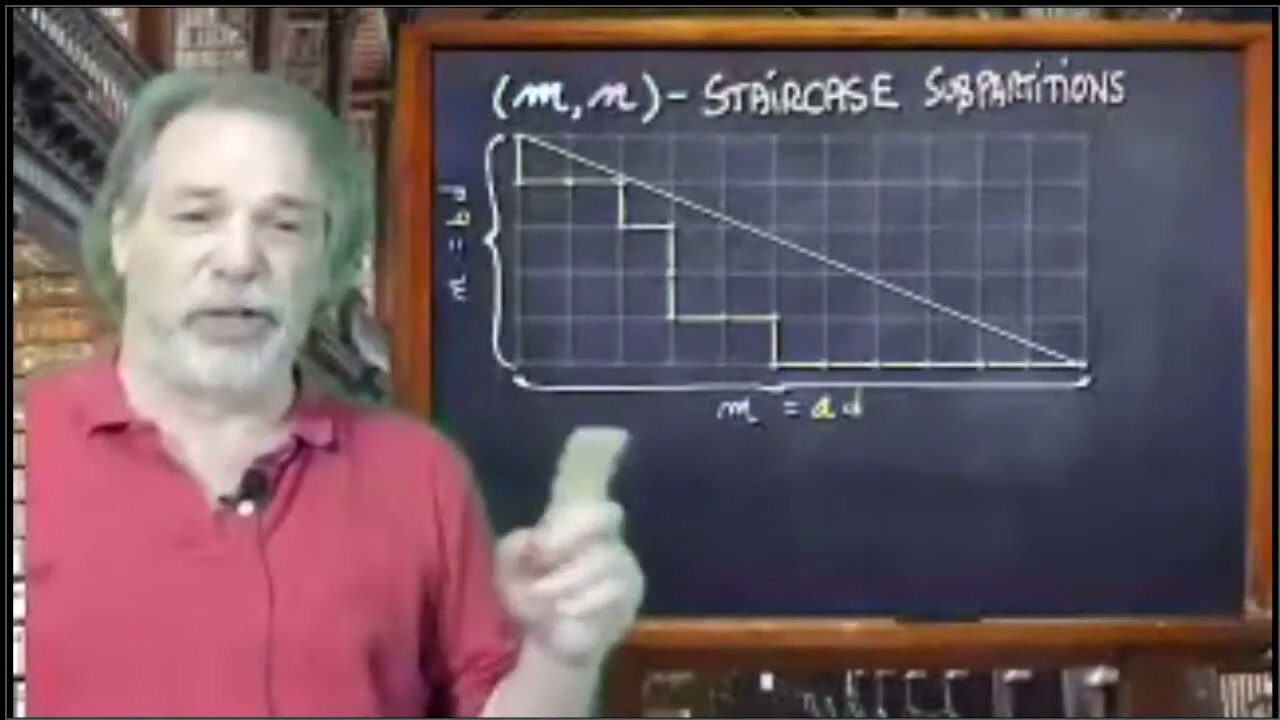 (m,n)- STAIRCASE SUBPARTITIONS
n = bd
m = ad